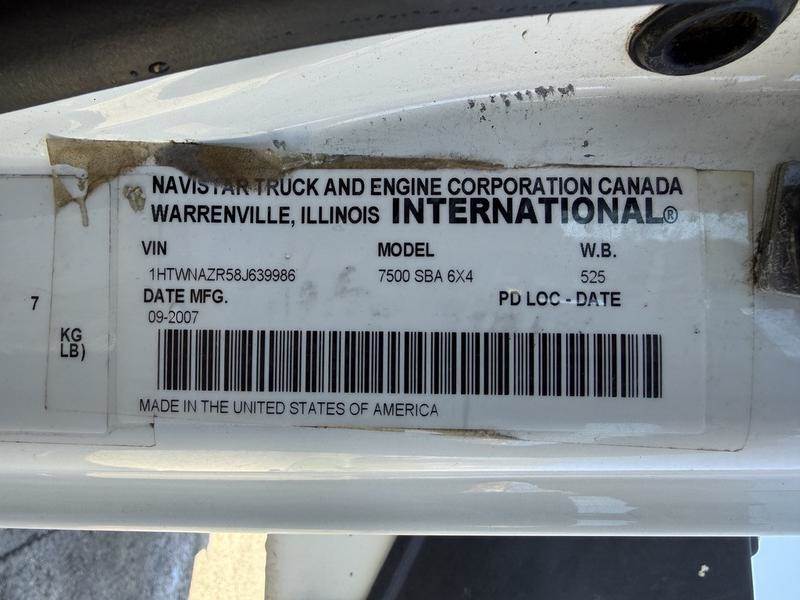 NAVISTAR TRUCK AND ENGINE CORPORATION CANADA
WARRENVILLE, ILLINOIS INTERNATIONAL®
VIN MODEL W.B.
1HTWNAZR58J639986 7500 SBA 6X4 525
DATE MFG. PD LOC - DATE
09-2007
MADE IN THE UNITED STATES OF AMERICA
7
KG
LB)